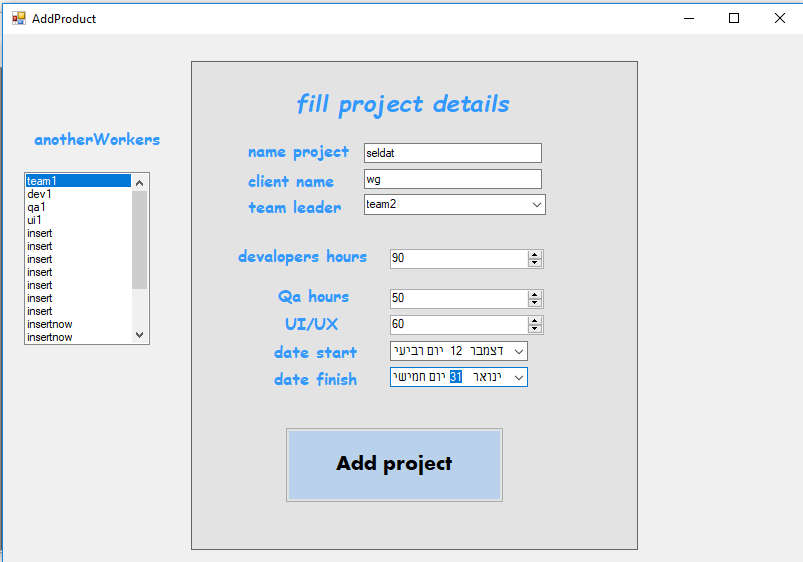 AddProduct
anotherWorkers
team1
dev1
qa1
ui1
insert
insert
insert
insert
insert
insert
insert
insertnow
insertnow
fill project details
name project seldat
client name wg
team leader team2
devalopers hours 90
Qa hours 50
UI/UX 60
date start יום רביעי 12 דצמבר
date finish יום חמישי 31 ינואר
Add project